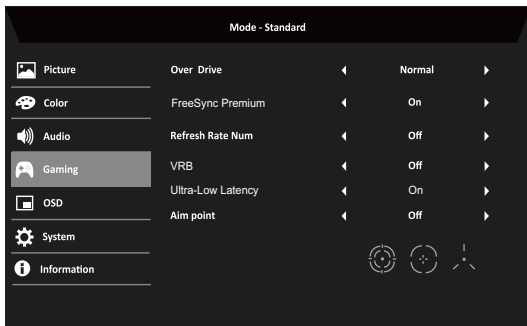 Mode - Standard
Picture
Color
Audio
Gaming
OSD
System
Information
Over Drive Normal
FreeSync Premium On
Refresh Rate Num Off
VRB Off
Ultra-Low Latency On
Aim point Off